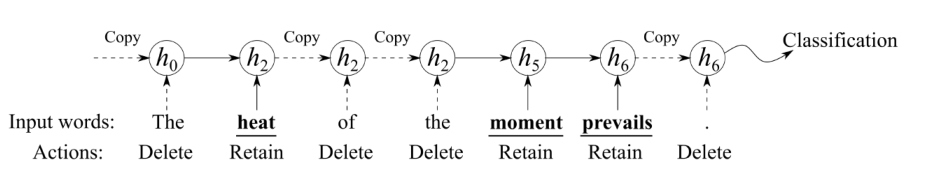 Copy Copy Copy Copy
Classification
h0 h2 h2 h2 h5 h6 h6
Input words: The heat of the moment prevails .
Actions: Delete Retain Delete Delete Retain Retain Delete